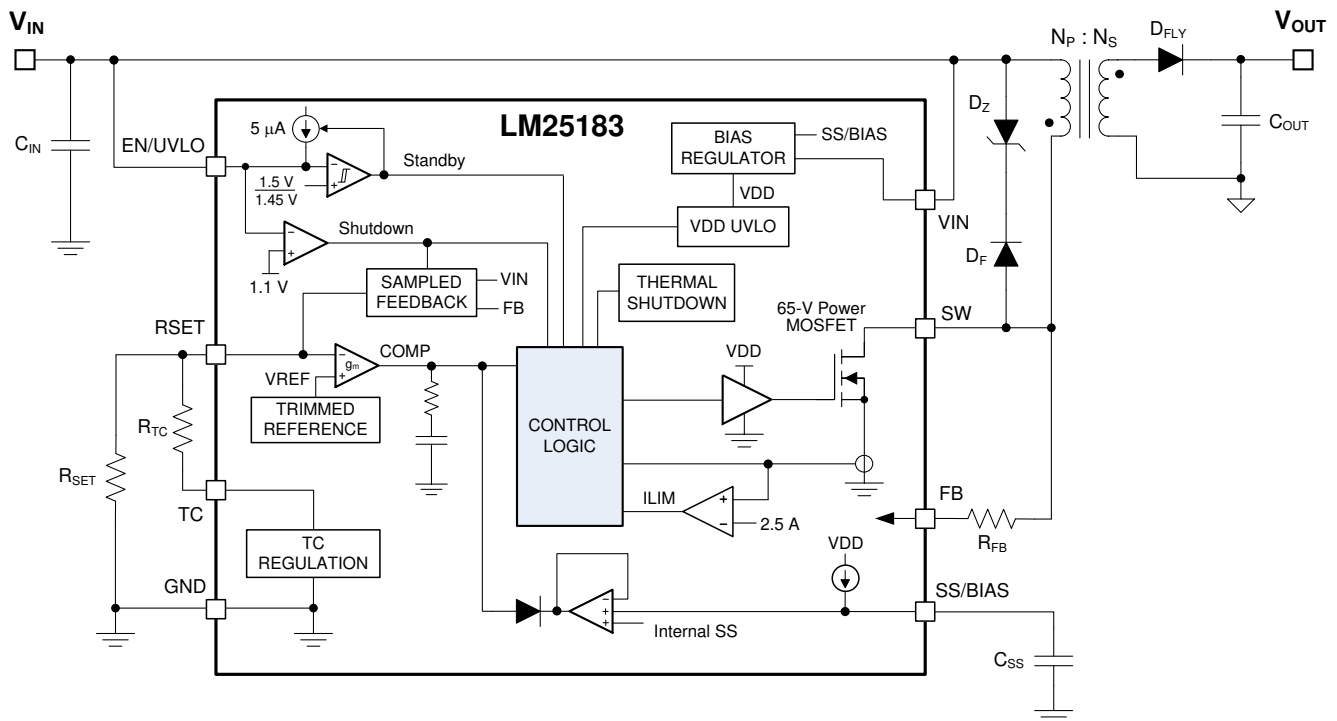 VIN
VOUT
NP : NS
DFLY
DZ
COUT
CIN
EN/UVLO
5 µA
LM25183
Standby
1.5 V
1.45 V
BIAS
REGULATOR
SS/BIAS
VDD
VDD UVLO
VIN
Shutdown
1.1 V
SAMPLED
FEEDBACK
VIN
FB
THERMAL
SHUTDOWN
DF
65-V Power
MOSFET
SW
RSET
COMP
gm
VREF
TRIMMED
REFERENCE
VDD
CONTROL
LOGIC
RTC
RSET
TC
ILIM
2.5 A
FB
RFB
TC
REGULATION
VDD
GND
SS/BIAS
Internal SS
CSS